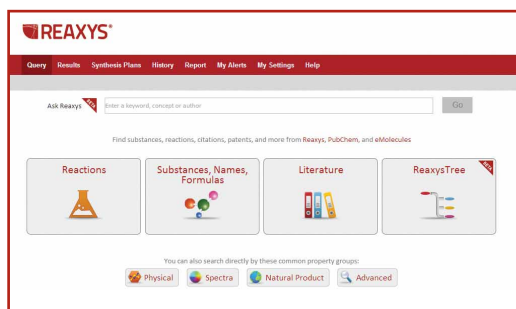 REAXYS®
Query Results Synthesis Plans History Report My Alerts My Settings Help
Ask Reaxys Enter a keyword, concept or author Go
Find substances, reactions, citations, patents, and more from Reaxys, PubChem, and eMolecules
Reactions
Substances, Names,
Formulas
Literature
ReaxysTree
You can also search directly by these common property groups:
Physical Spectra Natural Product Advanced